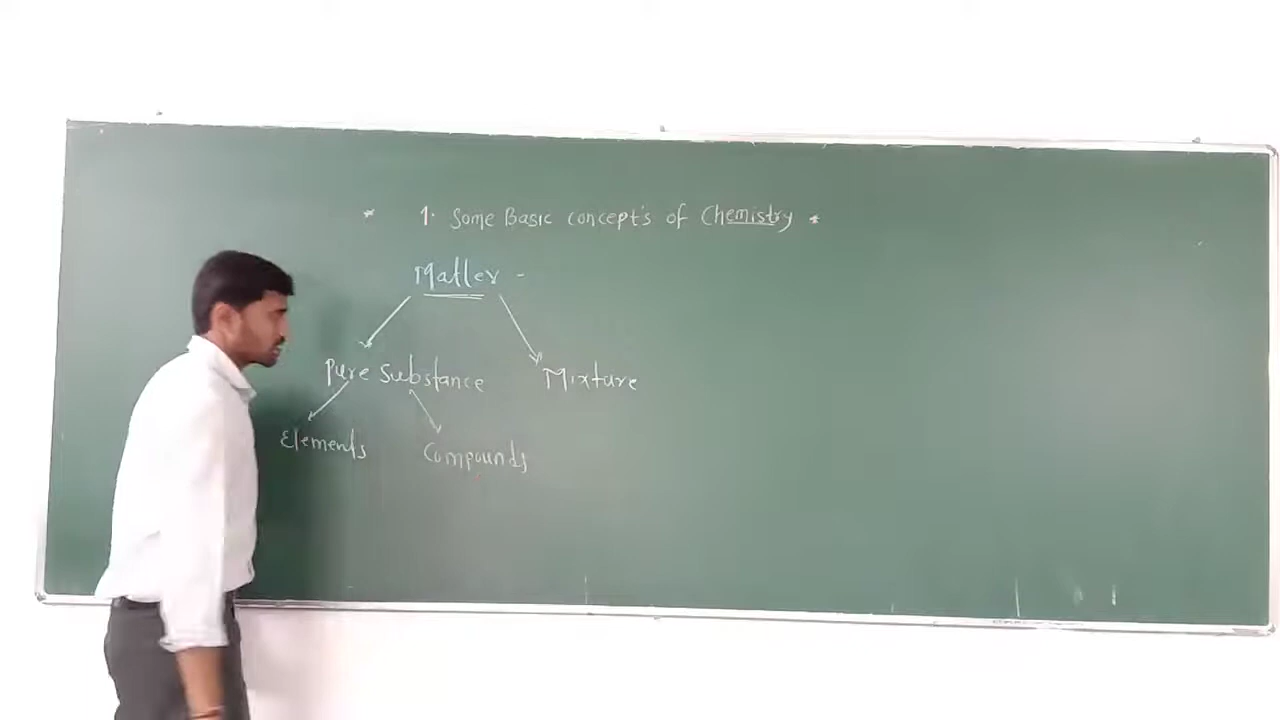 * 1. Some Basic concept's of Chemistry *
Matter -
Pure Substance Mixture
Elements Compounds